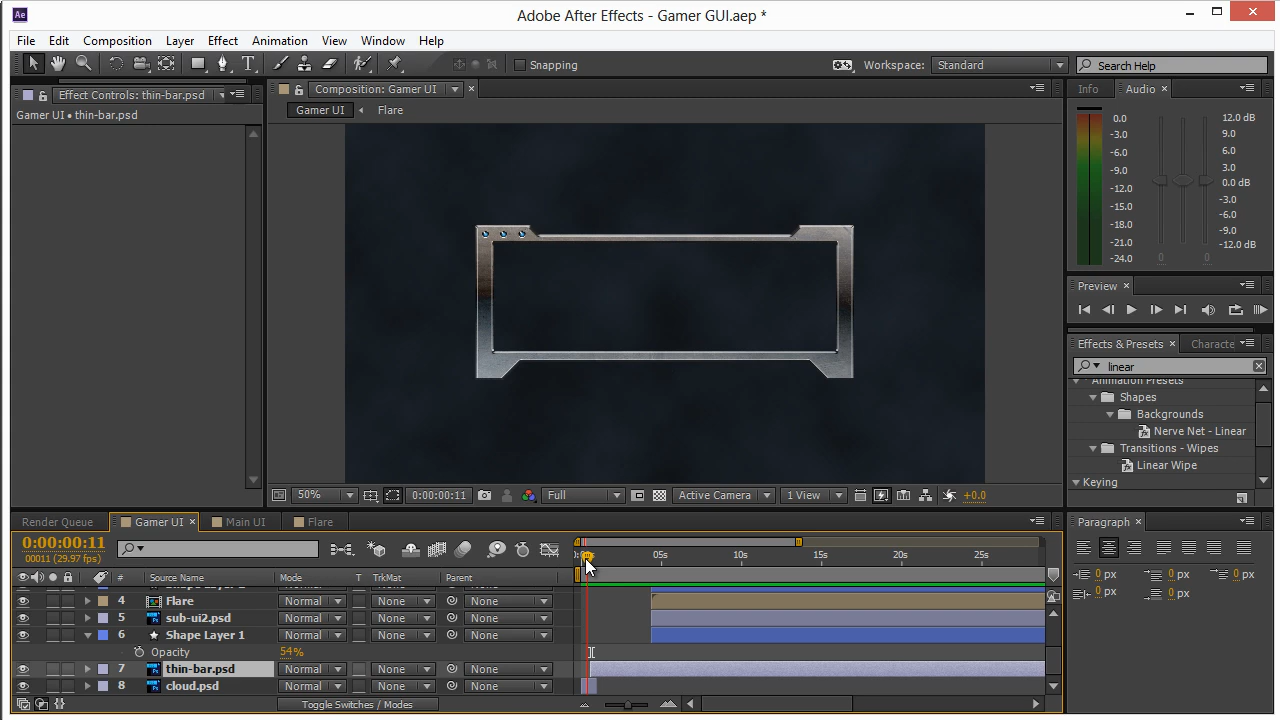 Ae Adobe After Effects - Gamer GUI.aep *
File Edit Composition Layer Effect Animation View Window Help
T Snapping Workspace: Standard Search Help
Effect Controls: thin-bar.psd
Gamer UI • thin-bar.psd
Composition: Gamer UI
Gamer UI Flare
Info Audio
0.0 12.0 dB
-3.0 9.0
-6.0 6.0
-9.0 3.0
-12.0 0.0 dB
-15.0 -3.0
-18.0 -6.0
-21.0 -9.0
-24.0 -12.0 dB
0 0
Preview
Effects & Presets Characte
linear
Animation Presets
Shapes
Backgrounds
Nerve Net - Linear
Transitions - Wipes
Linear Wipe
Keying
50% 0:00:00:11 Full Active Camera 1 View +0.0
Render Queue Gamer UI Main UI Flare
Paragraph
0:00:00:11
00011 (29.97 fps)
05s 10s 15s 20s 25s
0 px 0 px 0 px
0 px 0 px
# Source Name Mode T TrkMat Parent
4 Flare Normal None None
5 sub-ui2.psd Normal None None
6 Shape Layer 1 Normal None None
Opacity 54%
7 thin-bar.psd Normal None None
8 cloud.psd Normal None None
Toggle Switches / Modes